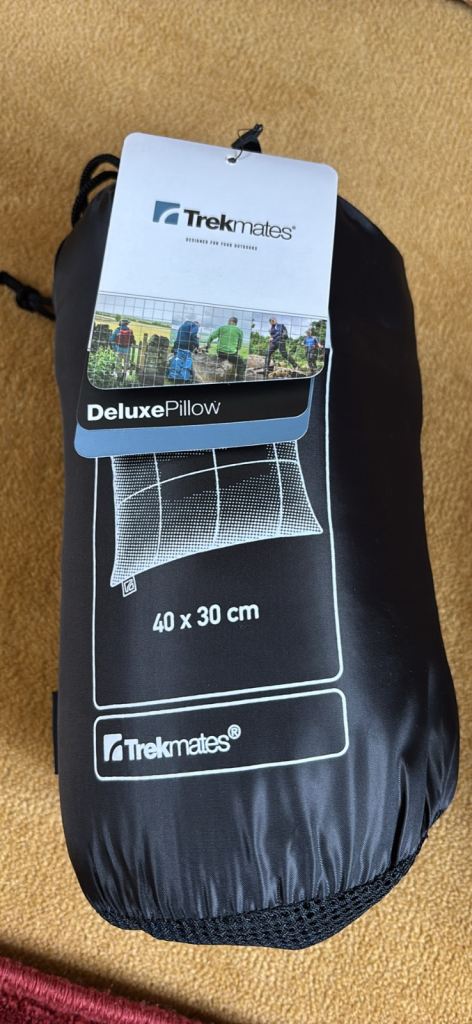 Trekmates®
DESIGNED FOR YOUR OUTDOORS
DeluxePillow
40 x 30 cm
Trekmates®